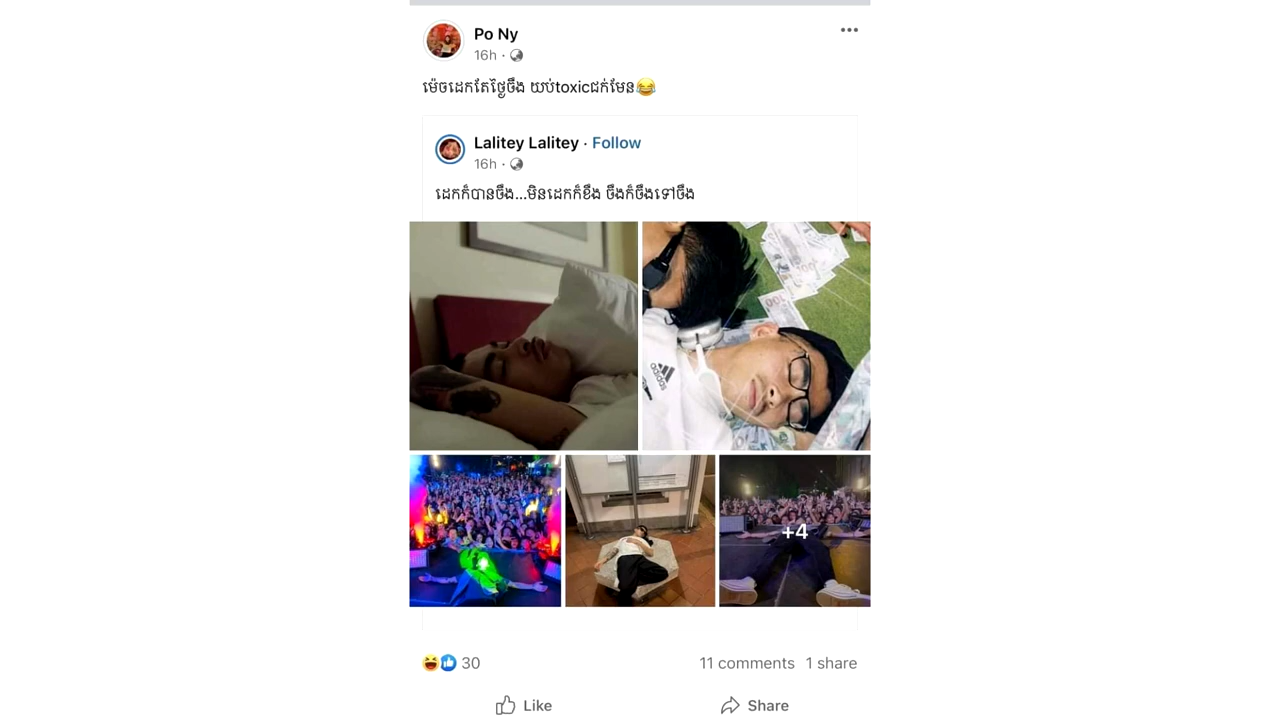 Po Ny
16h ·
ម៉េចដេកតែថ្ងៃចឹង យប់toxicជក់មែន😂
Lalitey Lalitey · Follow
16h ·
ដេកក៏បានចឹង...មិនដេកក៏ខឹង ចឹងក៏ចឹងទៅចឹង
adidas
+4
30
11 comments 1 share
Like
Share